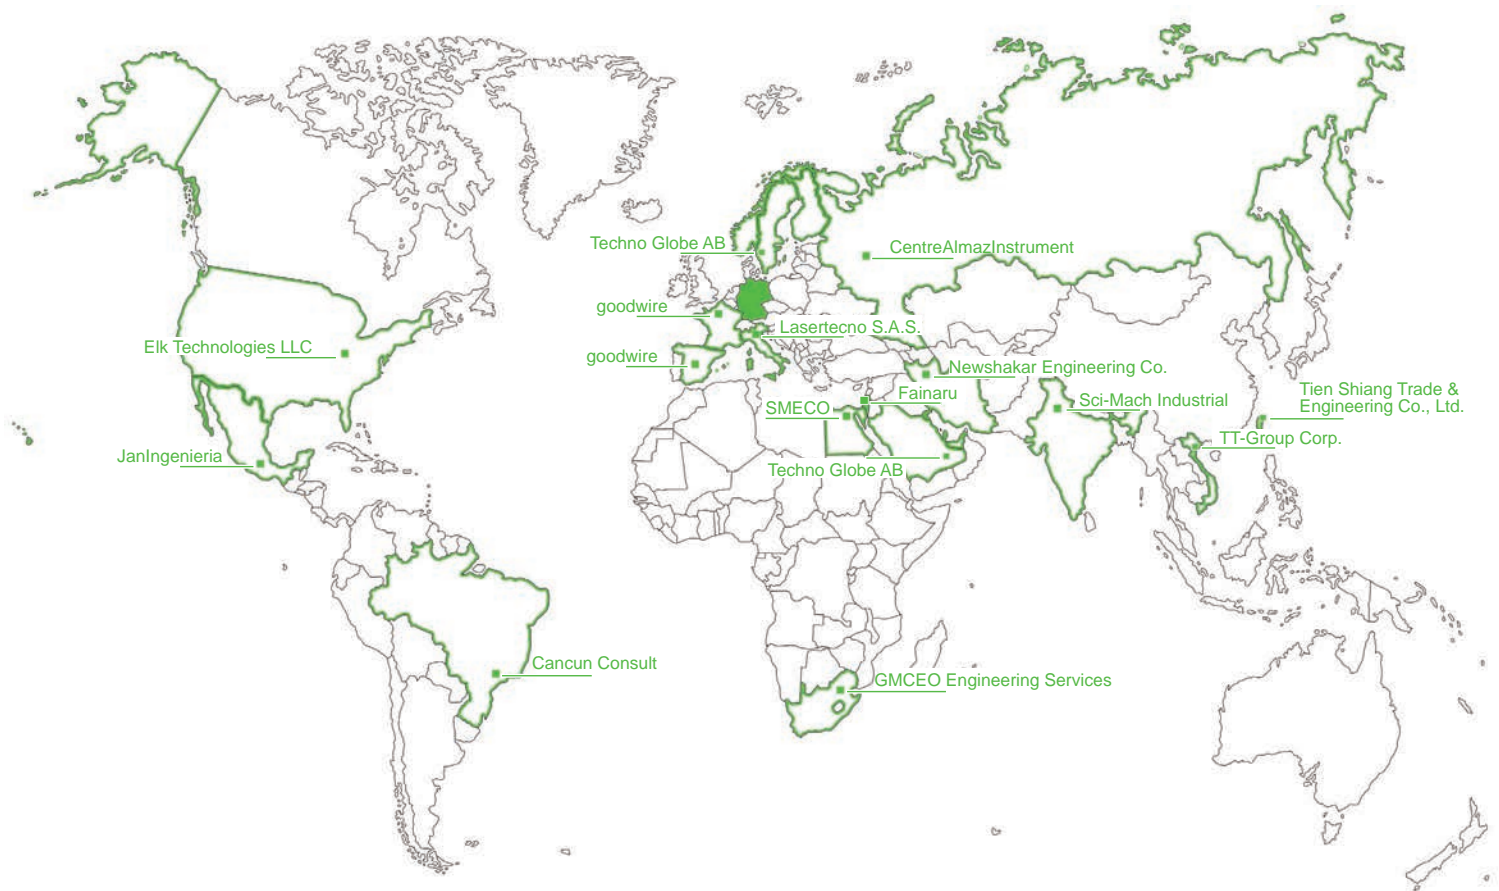 Techno Globe AB
CentreAlmazInstrument
goodwire
Lasertecno S.A.S.
Elk Technologies LLC
goodwire
Newshakar Engineering Co.
Fainaru
Sci-Mach Industrial
Tien Shiang Trade &
Engineering Co., Ltd.
SMECO
TT-Group Corp.
JanIngenieria
Techno Globe AB
Cancun Consult
GMCEO Engineering Services